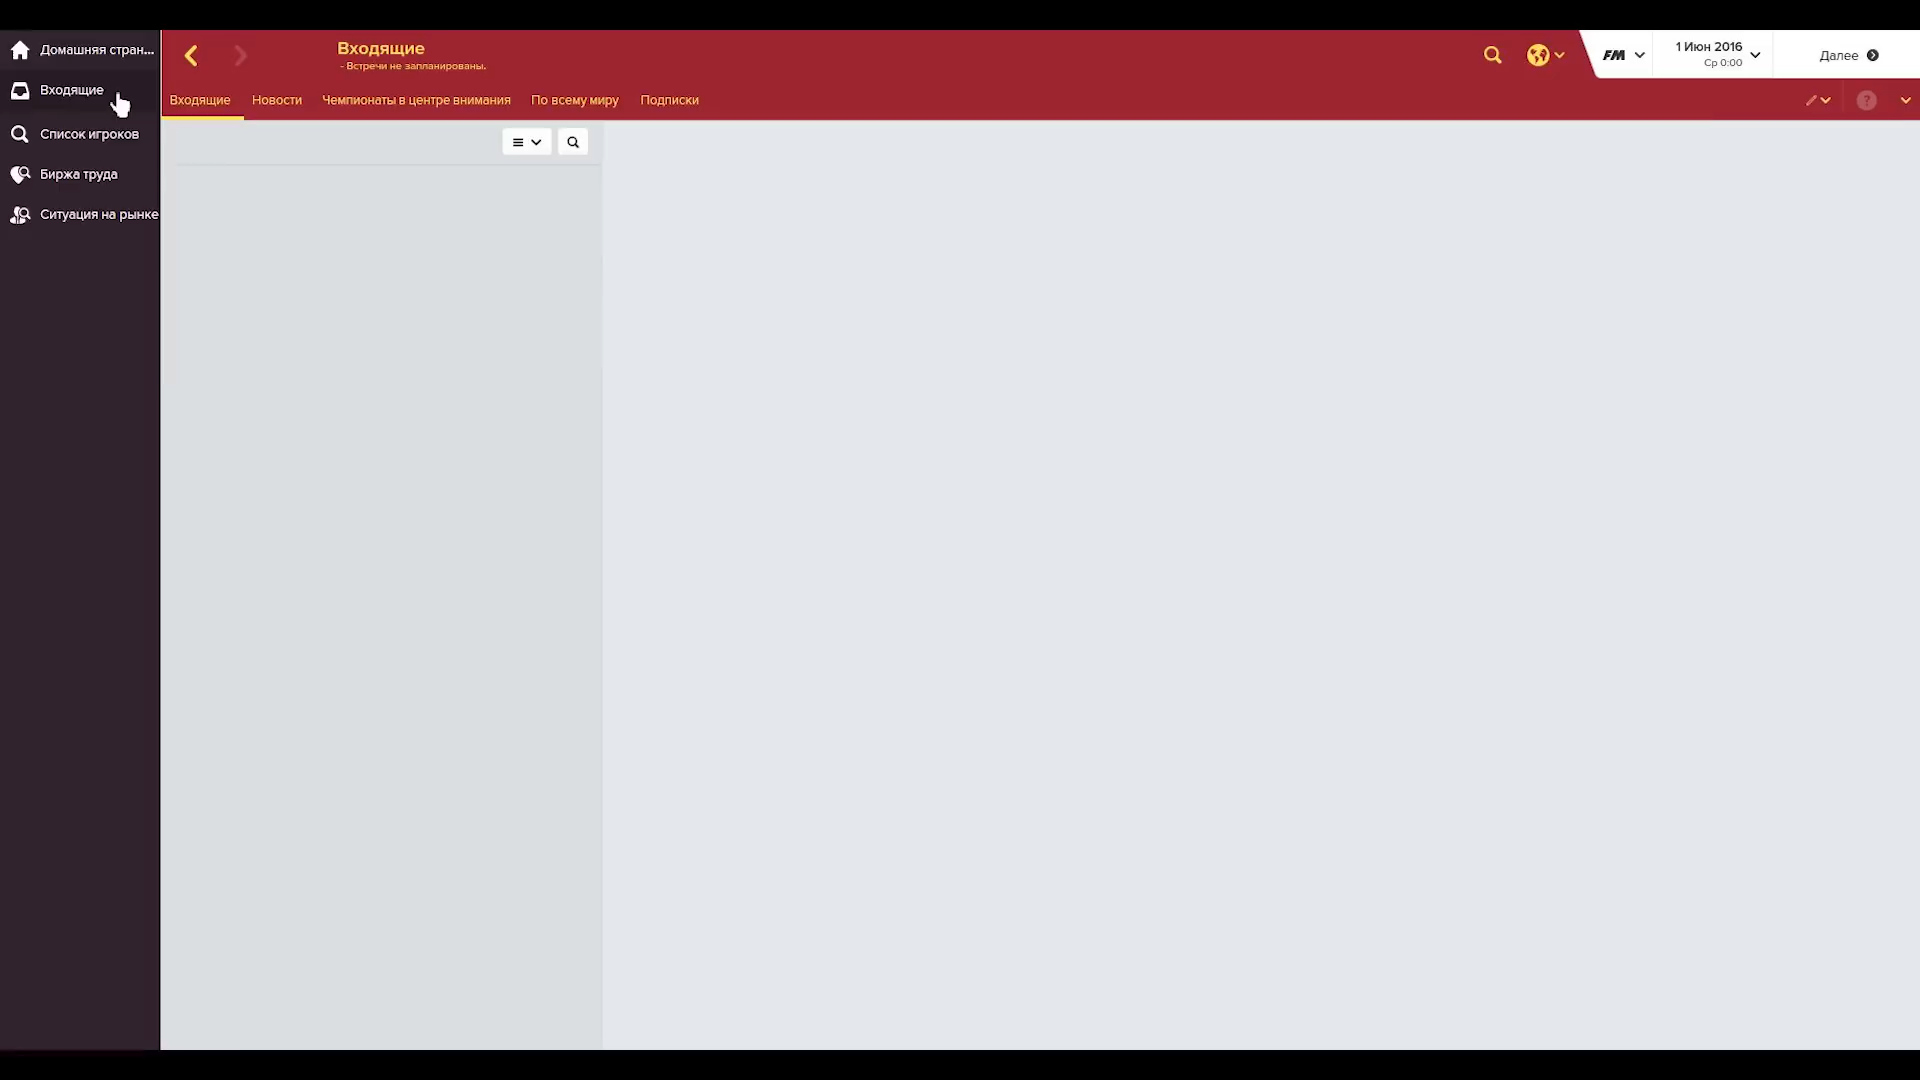 Домашняя стран...
Входящие
Список игроков
Биржа труда
Ситуация на рынке
Входящие
- Встречи не запланированы.
FM
1 Июн 2016
Ср 0:00
Далее
Входящие
Новости
Чемпионаты в центре внимания
По всему миру
Подписки
?